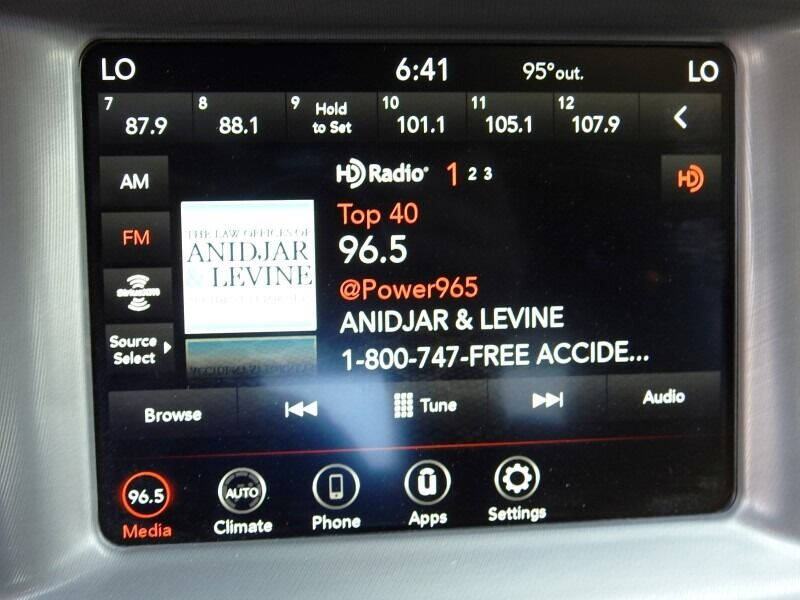 LO 6:41 95° out. LO
7 87.9 8 88.1 9 Hold to Set 10 101.1 11 105.1 12 107.9
AM
HD Radio 1 2 3
HD
FM
Top 40
96.5
@Power965
ANIDJAR & LEVINE
1-800-747-FREE ACCIDE...
THE LAW OFFICES OF
ANIDJAR
& LEVINE
SiriusXM
Source
Select
Browse Tune Audio
96.5 AUTO
Media Climate Phone Apps Settings